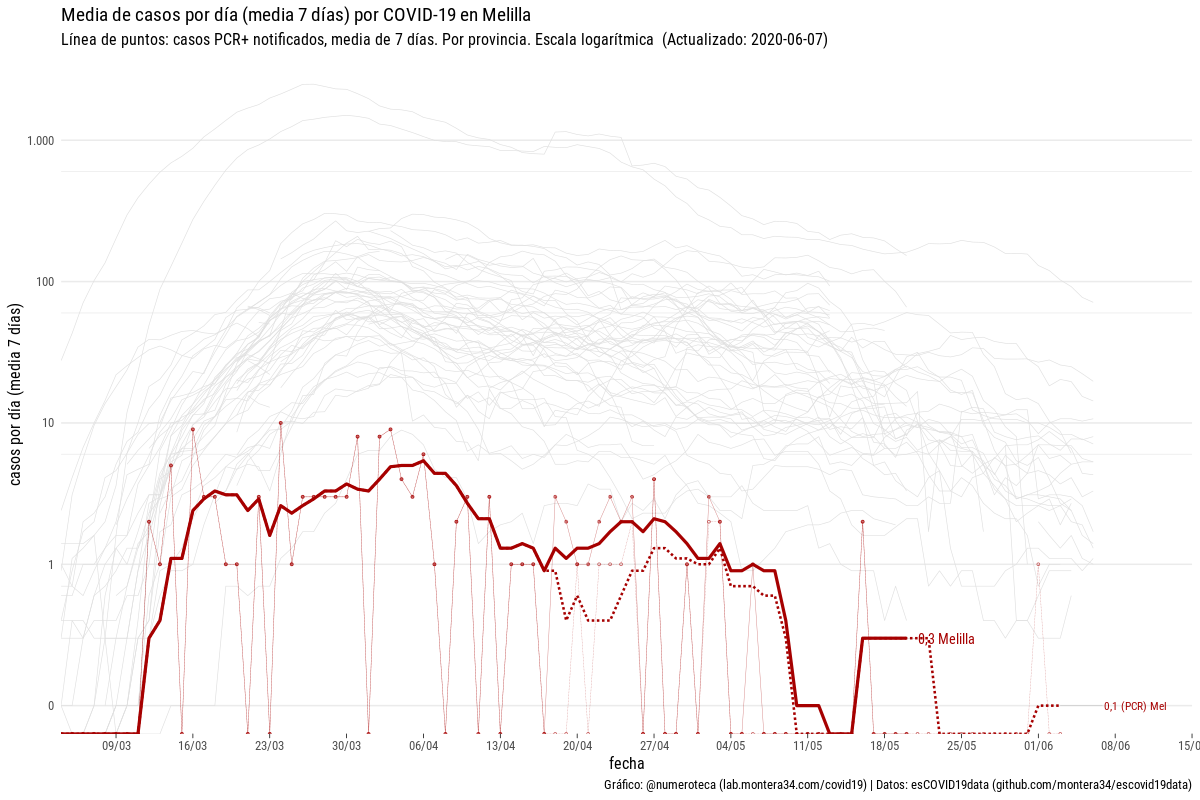 Media de casos por día (media 7 días) por COVID-19 en Melilla
Línea de puntos: casos PCR+ notificados, media de 7 días. Por provincia. Escala logarítmica (Actualizado: 2020-06-07)
casos por día (media 7 días)
1.000
100
10
1
0
0,3 Melilla
0,1 (PCR) Mel
09/03
16/03
23/03
30/03
06/04
13/04
20/04
27/04
04/05
11/05
18/05
25/05
01/06
08/06
15/0
fecha
Gráfico: @numeroteca (lab.montera34.com/covid19) | Datos: esCOVID19data (github.com/montera34/escovid19data)